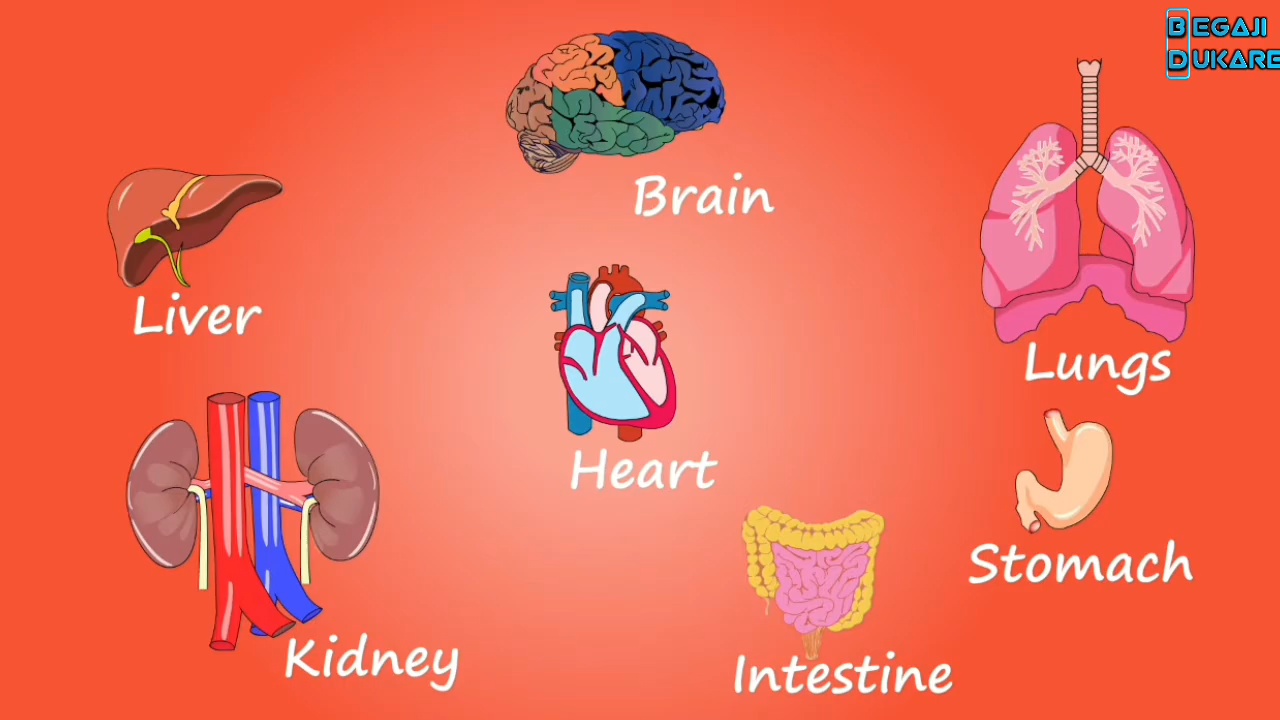 BEGAJI
DUKARE
Brain
Liver
Lungs
Heart
Stomach
Kidney
Intestine